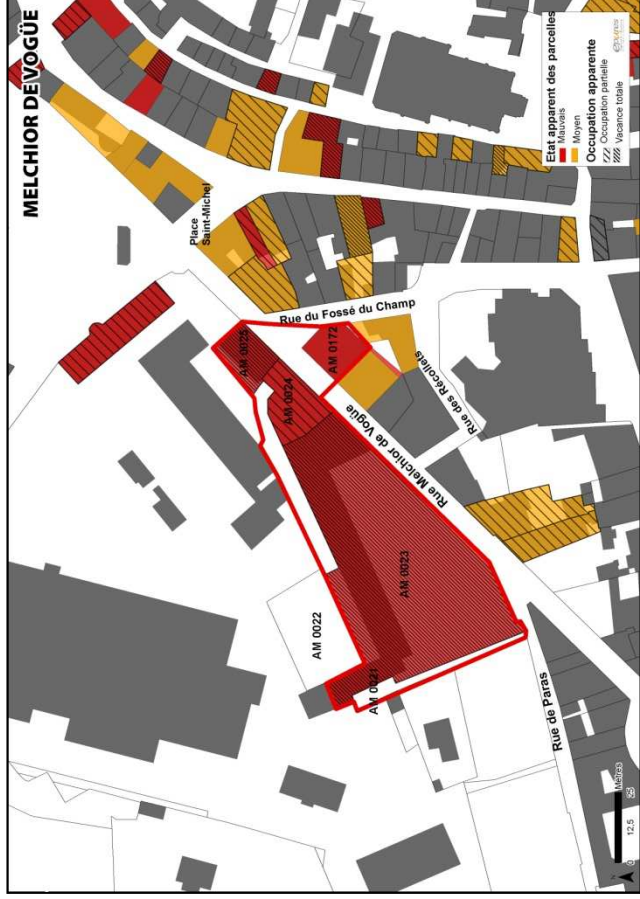 MELCHIOR DE VOGÜE
Place
Saint-Michel
Rue du Fossé du Champ
AM 0025
AM 0172
AM 0024
Rue des Récollets
Rue Melchior de Vogüe
AM 0023
AM 0022
AM 0021
Rue de Paras
Etat apparent des parcelles
Mauvais
Moyen
Occupation apparente
Occupation partielle
Vacance totale
Mètres
0 12,5 25